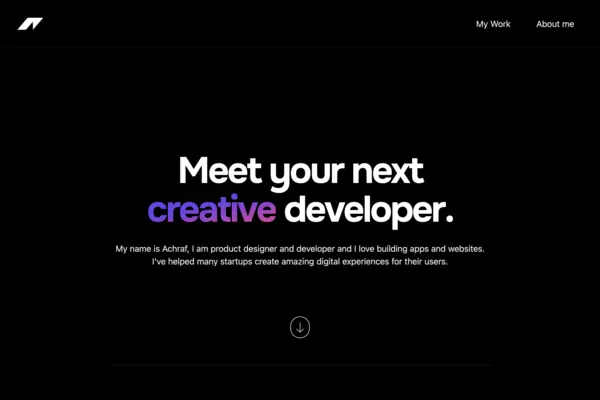 My Work
About me
Meet your next
creative developer.
My name is Achraf, I am product designer and developer and I love building apps and websites.
I've helped many startups create amazing digital experiences for their users.